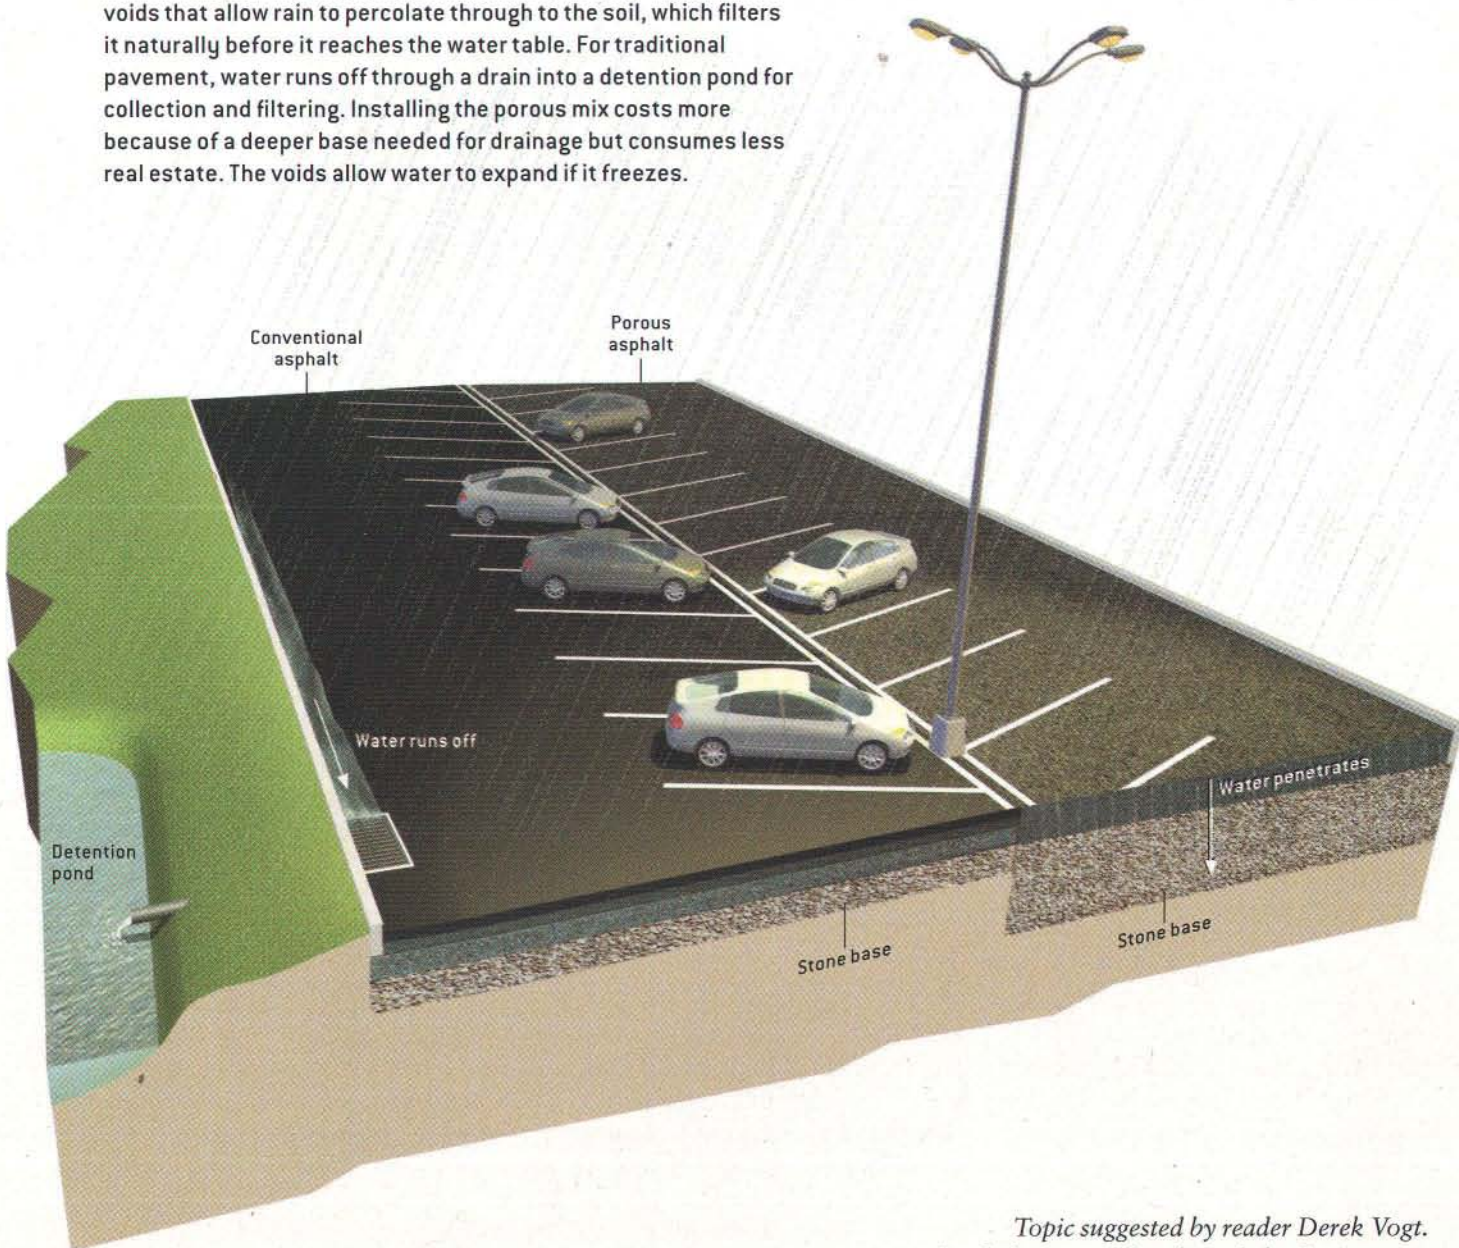 voids that allow rain to percolate through to the soil, which filters
it naturally before it reaches the water table. For traditional
pavement, water runs off through a drain into a detention pond for
collection and filtering. Installing the porous mix costs more
because of a deeper base needed for drainage but consumes less
real estate. The voids allow water to expand if it freezes.
Conventional
asphalt
Porous
asphalt
Water runs off
Water penetrates
Detention
pond
Stone base
Stone base
Topic suggested by reader Derek Vogt.